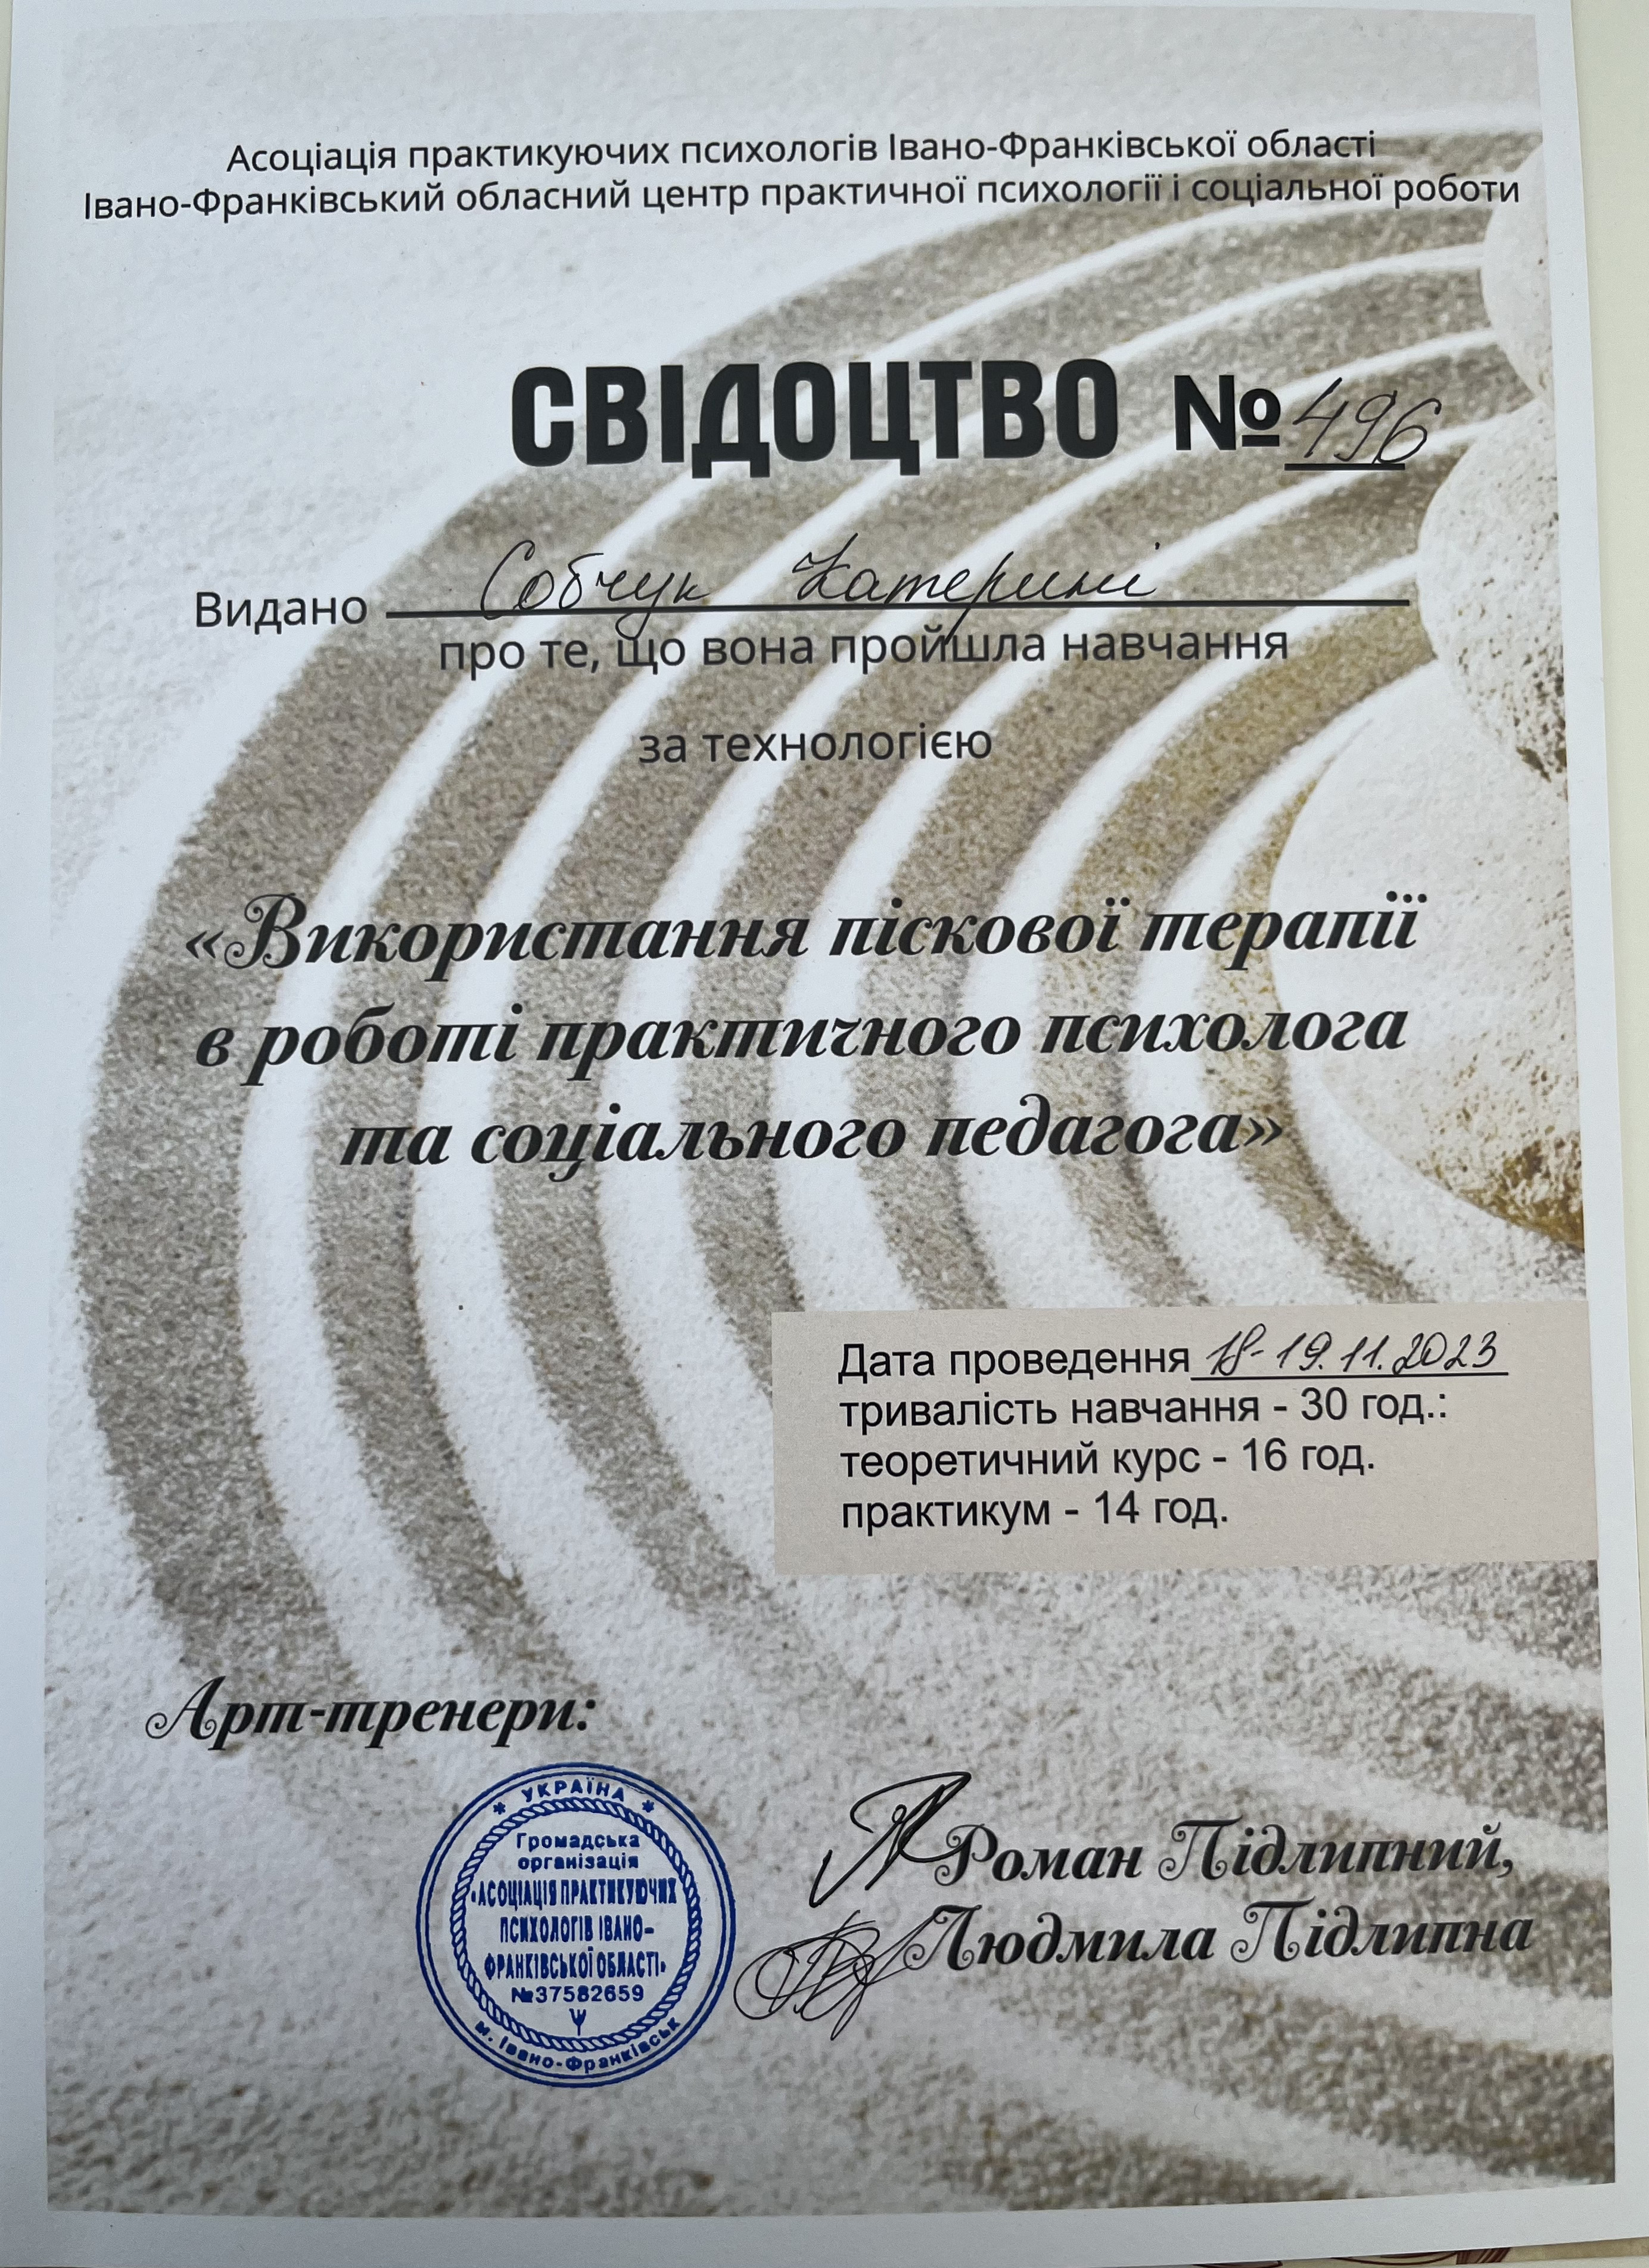 Асоціація практикуючих психологів Івано-Франківської області
Івано-Франківський обласний центр практичної психології і соціальної роботи
СВІДОЦТВО № 496
Видано Собчук Катерині
про те, що вона пройшла навчання
за технологією
«Використання піскової терапії
в роботі практичного психолога
та соціального педагога»
Дата проведення 18-19.11.2023
тривалість навчання - 30 год.:
теоретичний курс - 16 год.
практикум - 14 год.
Арт-тренери:
Роман Підлипний,
Людмила Підлипна
* УКРАЇНА *
Громадська
організація
«АСОЦІАЦІЯ ПРАКТИКУЮЧИХ
ПСИХОЛОГІВ ІВАНО-
ФРАНКІВСЬКОЇ ОБЛАСТІ»
№37582659
м. Івано-Франківськ